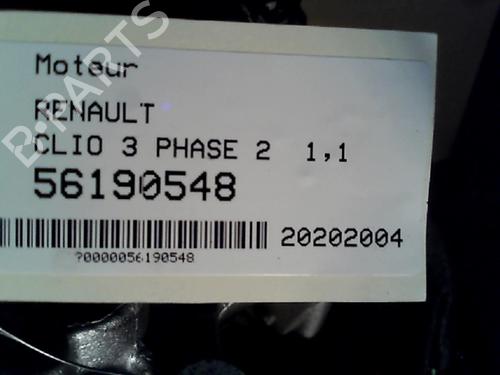 Moteur
RENAULT
CLIO 3 PHASE 2 1,1
56190548
20202004
?0000056190548
B-PARTS